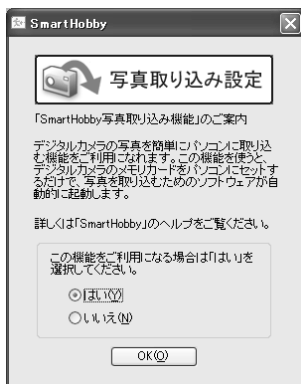 SmartHobby
写真取り込み設定
「SmartHobby写真取り込み機能」のご案内
デジタルカメラの写真を簡単にパソコンに取り込
む機能をご利用になれます。この機能を使うと、
デジタルカメラのメモリカードをパソコンにセットす
るだけで、写真を取り込むためのソフトウェアが自
動的に起動します。
詳しくは「SmartHobby」のヘルプをご覧ください。
この機能をご利用になる場合は「はい」を
選択してください。
はい(Y)
いいえ(N)
OK(O)